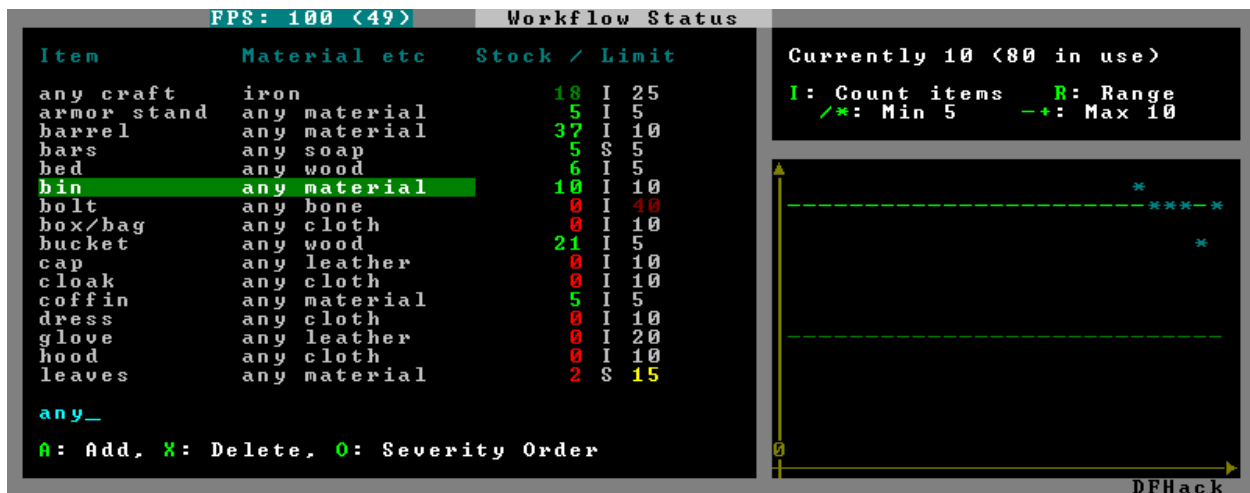 FPS: 100 (49) Workflow Status
Item Material etc Stock / Limit
any craft iron 18 I 25
armor stand any material 5 I 5
barrel any material 37 I 10
bars any soap 5 S 5
bed any wood 6 I 5
bin any material 10 I 10
bolt any bone 0 I 40
box/bag any cloth 0 I 10
bucket any wood 21 I 5
cap any leather 0 I 10
cloak any cloth 0 I 10
coffin any material 5 I 5
dress any cloth 0 I 10
glove any leather 0 I 20
hood any cloth 0 I 10
leaves any material 2 S 15
any_
A: Add, X: Delete, O: Severity Order
Currently 10 (80 in use)
I: Count items R: Range
/*: Min 5 -+: Max 10
0
DFHack